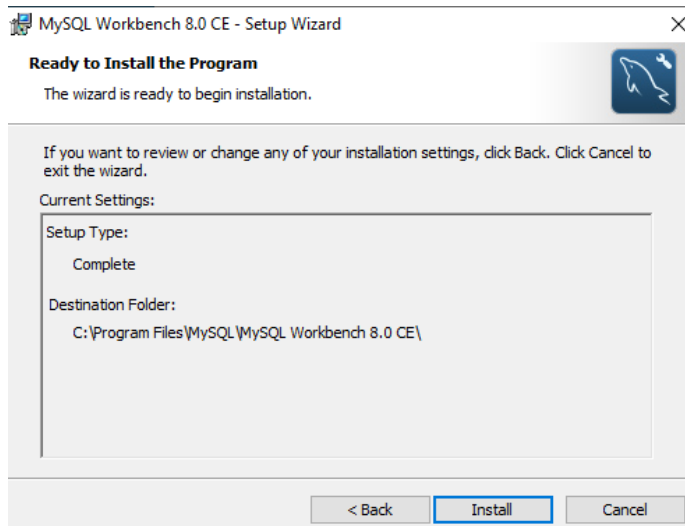 MySQL Workbench 8.0 CE - Setup Wizard
Ready to Install the Program
The wizard is ready to begin installation.
If you want to review or change any of your installation settings, click Back. Click Cancel to
exit the wizard.
Current Settings:
Setup Type:
Complete
Destination Folder:
C:\Program Files\MySQL\MySQL Workbench 8.0 CE\
< Back Install Cancel